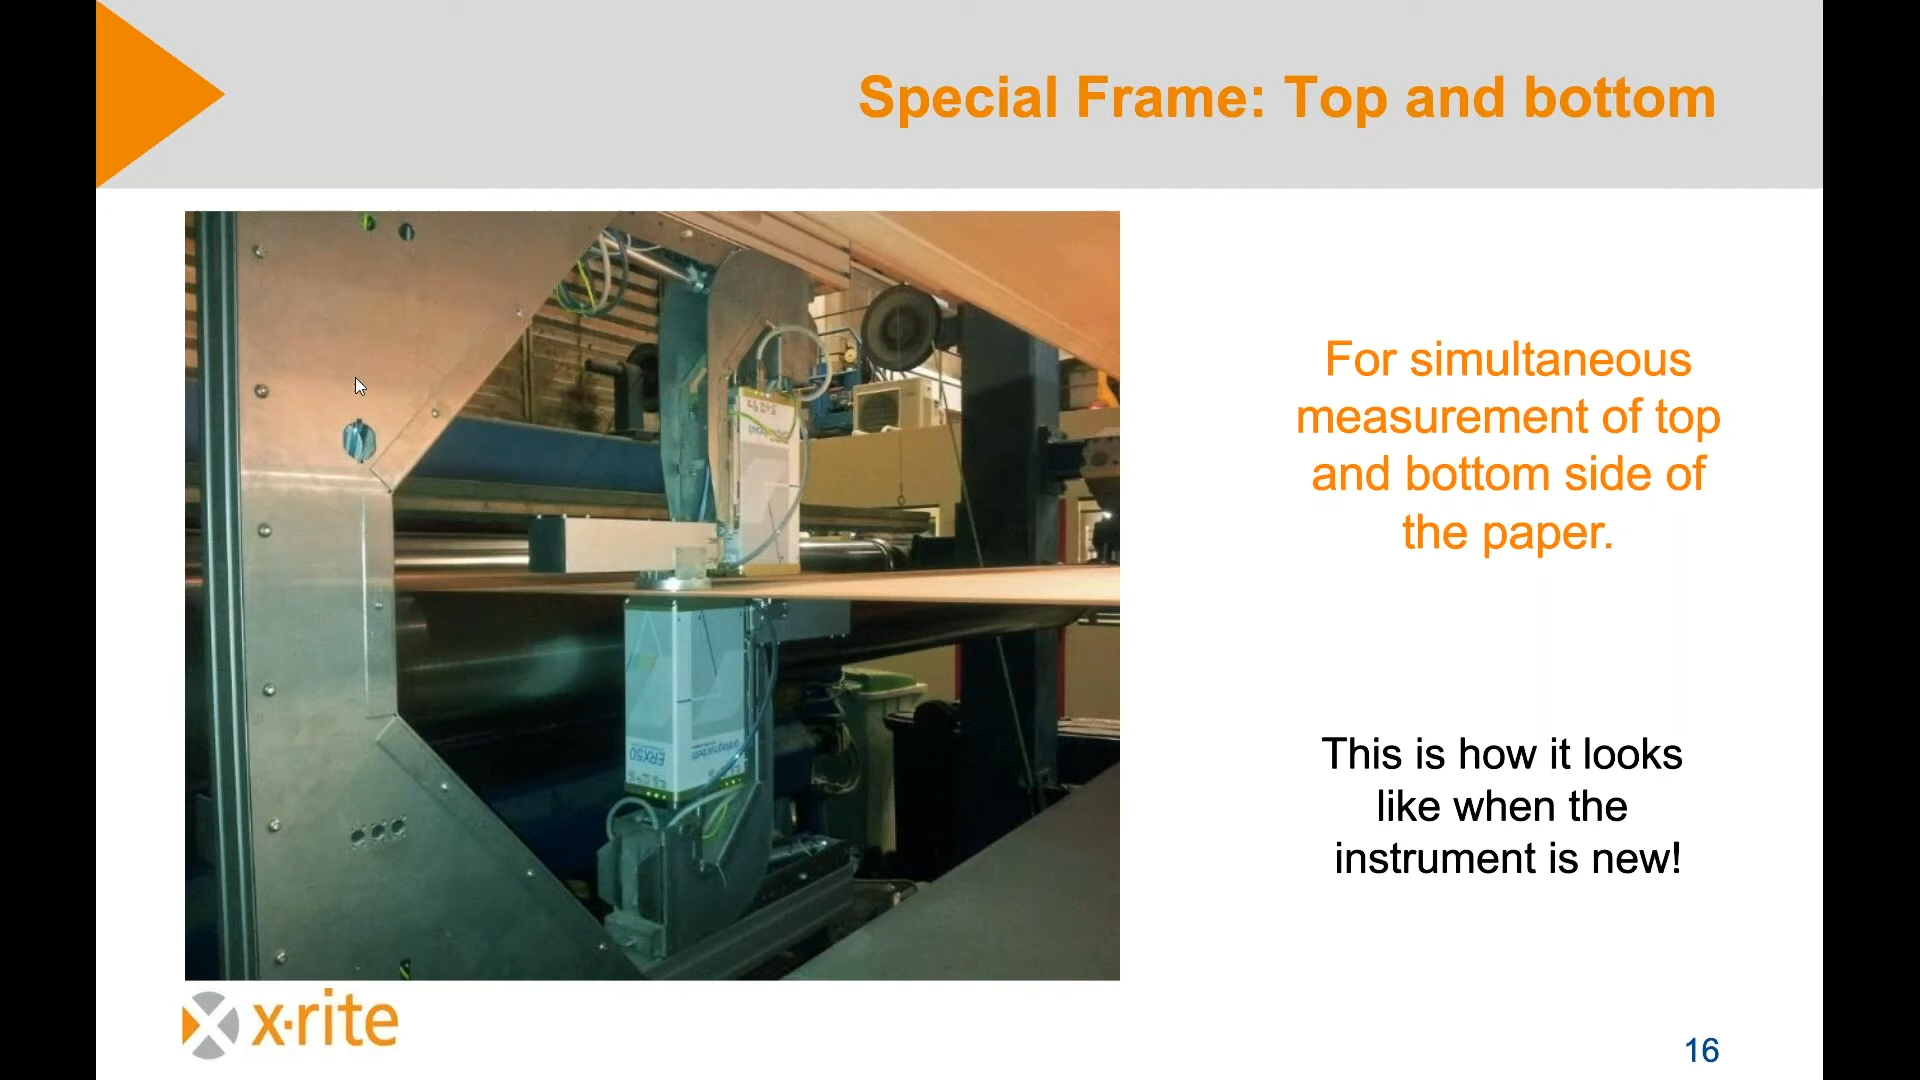 Special Frame: Top and bottom
For simultaneous
measurement of top
and bottom side of
the paper.
ERX50
This is how it looks
like when the
instrument is new!
x·rite
16